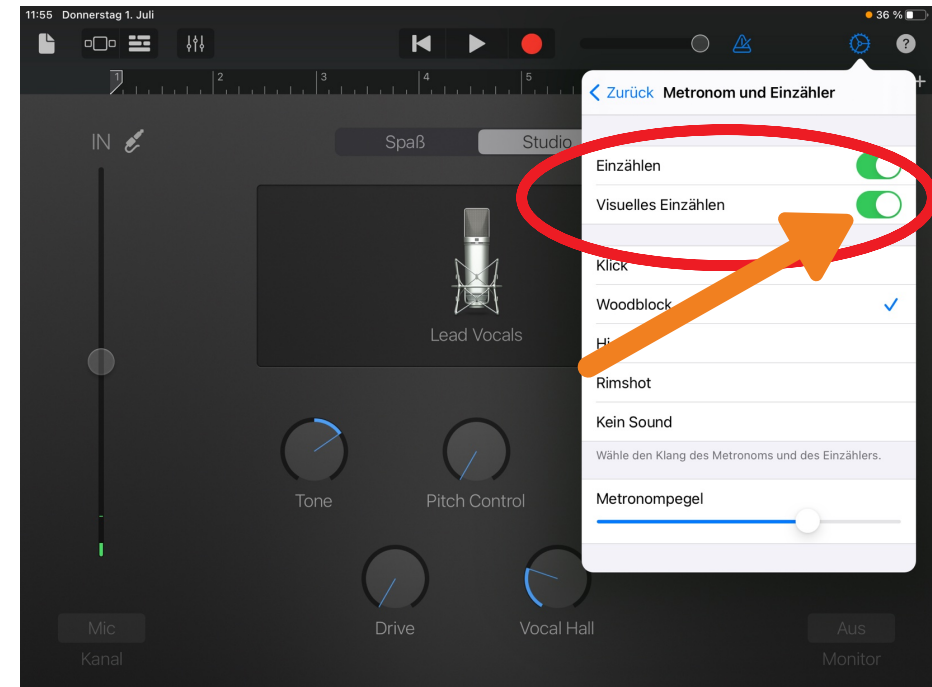 11:55 Donnerstag 1. Juli
36 %
?
1 2 3 4 5
+
Zurück Metronom und Einzähler
IN
Spaß Studio
Einzählen
Visuelles Einzählen
Klick
Woodblock
Lead Vocals
Rimshot
Kein Sound
Wähle den Klang des Metronoms und des Einzählers.
Tone Pitch Control
Metronompegel
Drive Vocal Hall
Mic
Kanal
Aus
Monitor